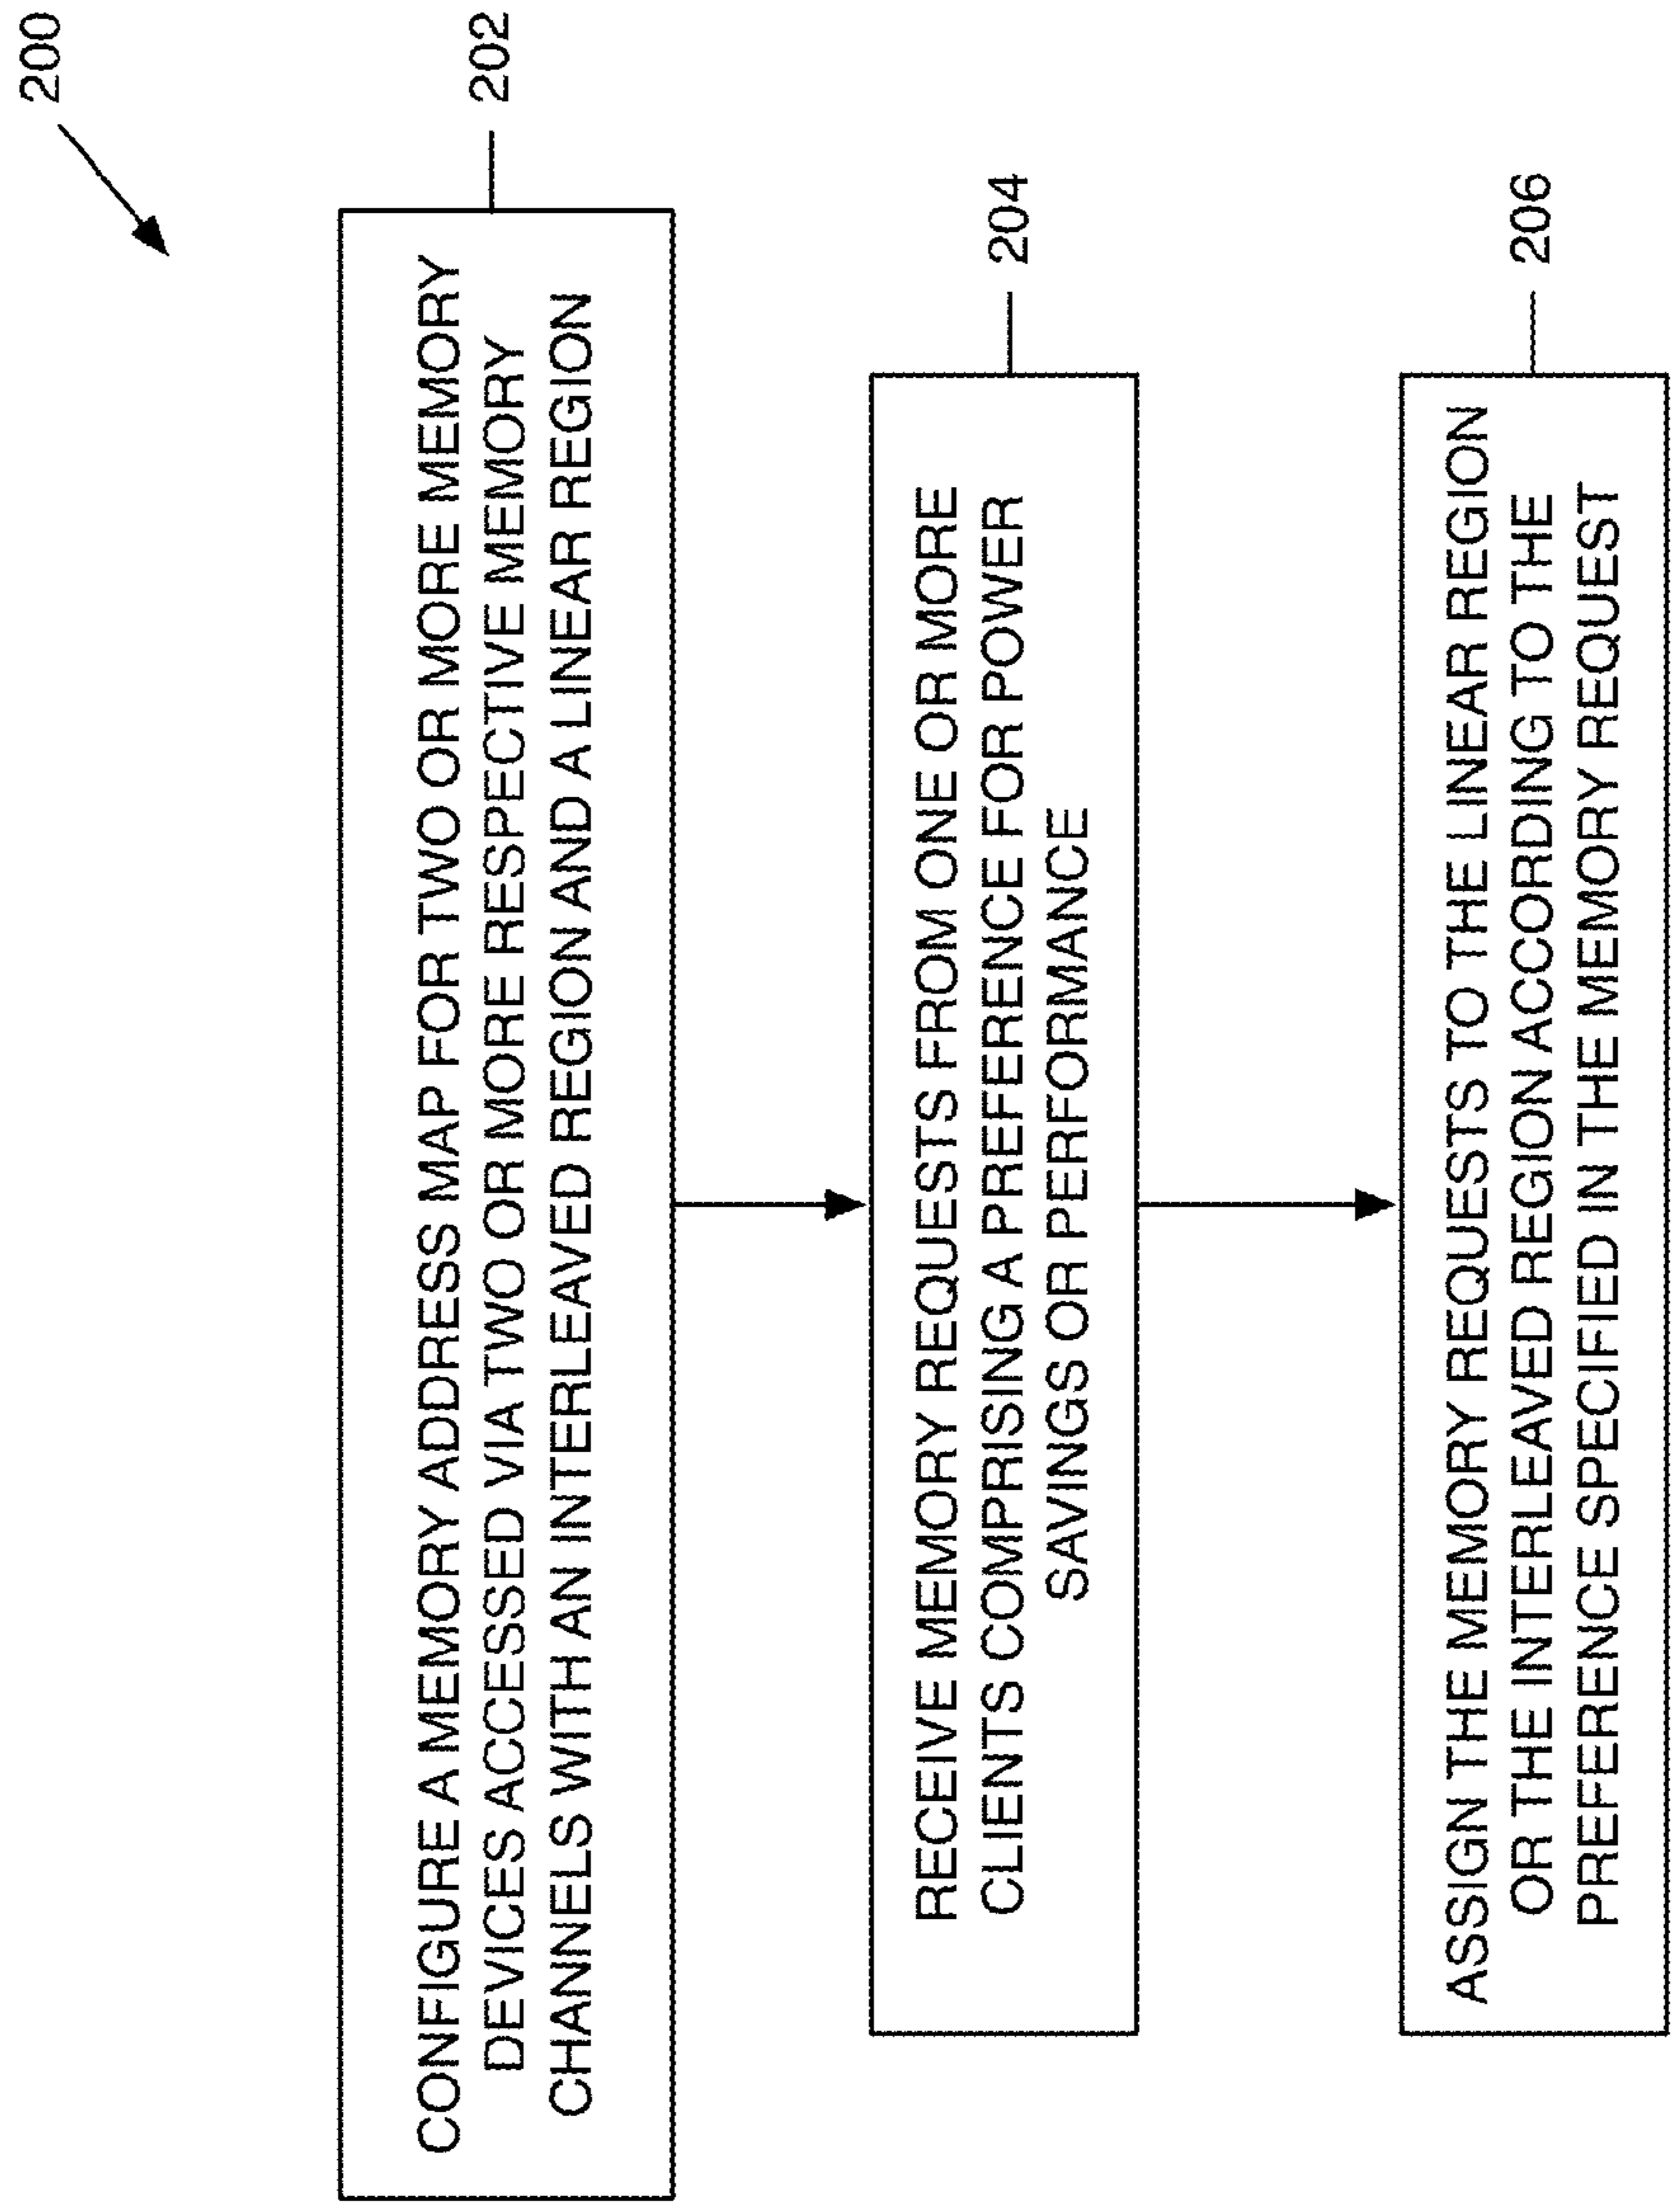 200
CONFIGURE A MEMORY ADDRESS MAP FOR TWO OR MORE MEMORY
DEVICES ACCESSED VIA TWO OR MORE RESPECTIVE MEMORY
CHANNELS WITH AN INTERLEAVED REGION AND A LINEAR REGION
202
RECEIVE MEMORY REQUESTS FROM ONE OR MORE
CLIENTS COMPRISING A PREFERENCE FOR POWER
SAVINGS OR PERFORMANCE
204
ASSIGN THE MEMORY REQUESTS TO THE LINEAR REGION
OR THE INTERLEAVED REGION ACCORDING TO THE
PREFERENCE SPECIFIED IN THE MEMORY REQUEST
206